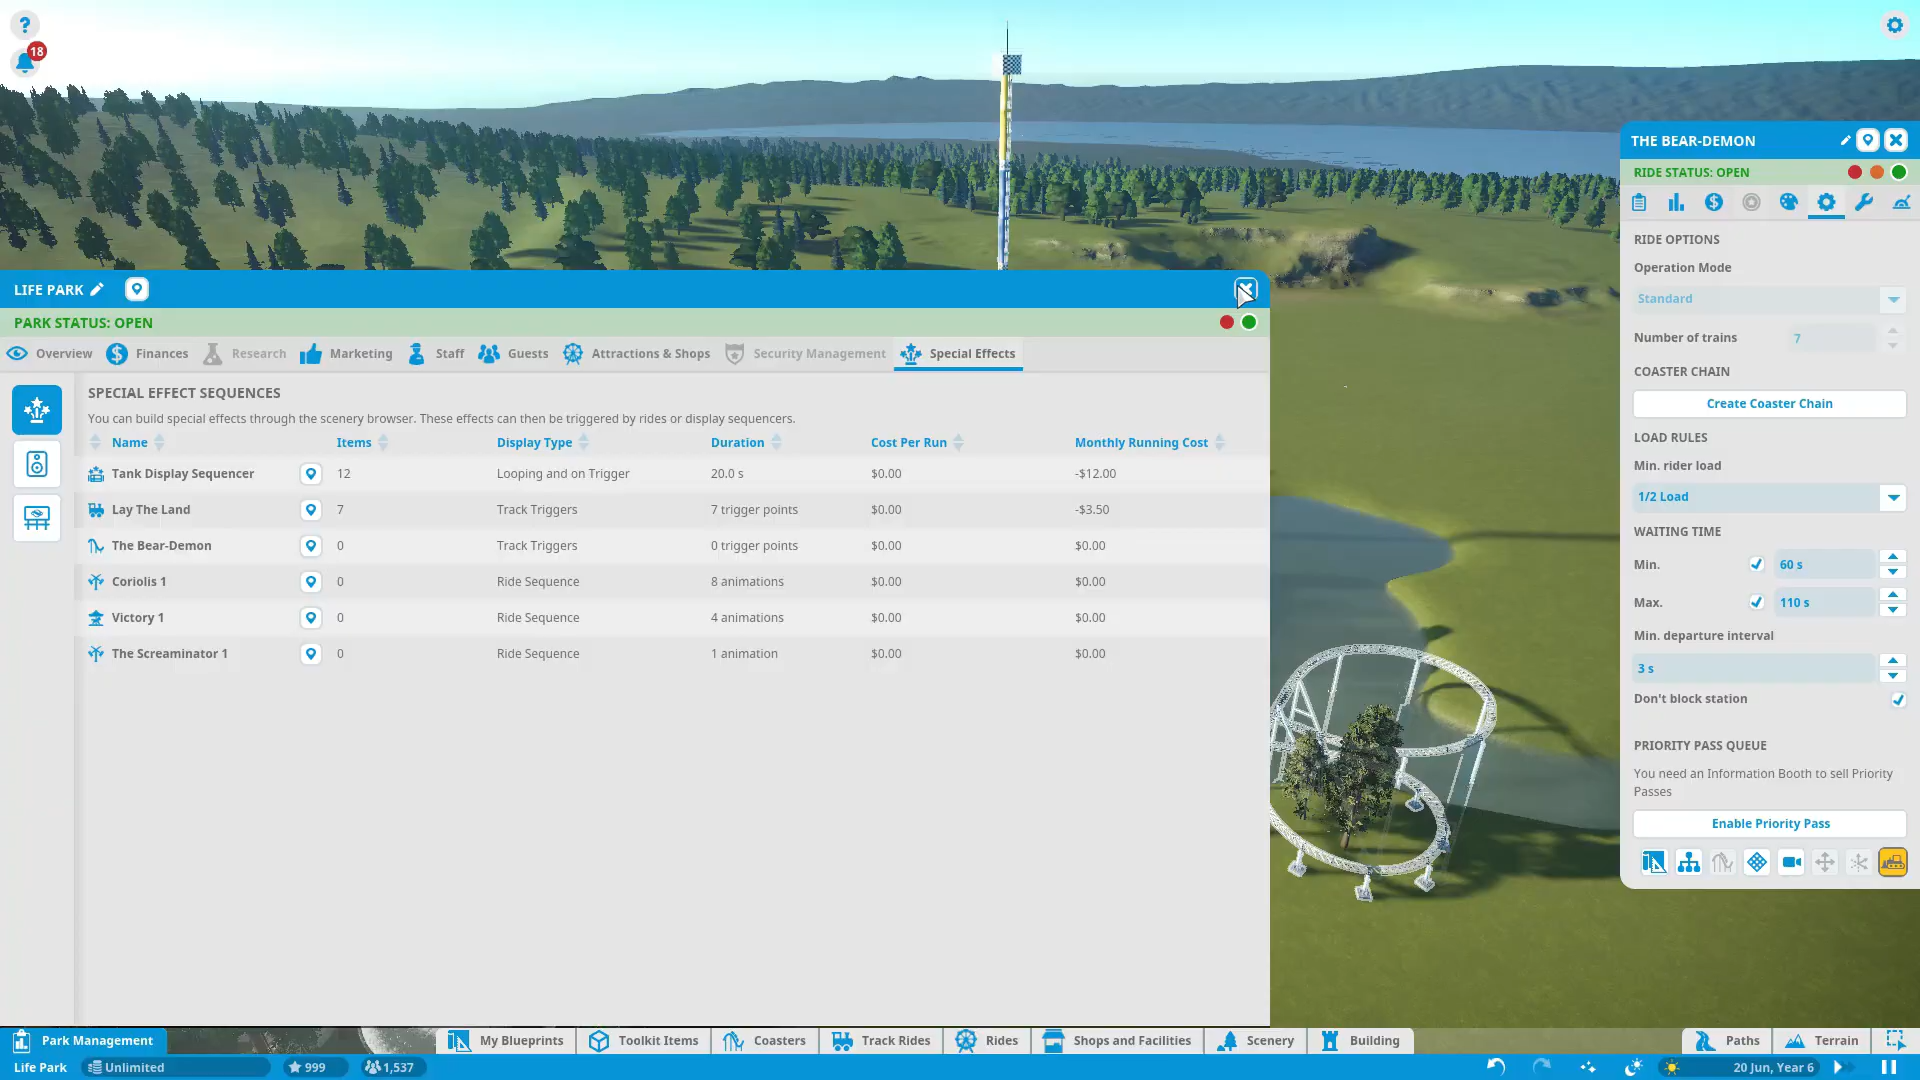 ?
18
THE BEAR-DEMON
RIDE STATUS: OPEN
RIDE OPTIONS
Operation Mode
Standard
Number of trains 7
COASTER CHAIN
Create Coaster Chain
LOAD RULES
Min. rider load
1/2 Load
WAITING TIME
Min. 60 s
Max. 110 s
Min. departure interval
3 s
Don't block station
PRIORITY PASS QUEUE
You need an Information Booth to sell Priority
Passes
Enable Priority Pass
LIFE PARK
PARK STATUS: OPEN
Overview Finances Research Marketing Staff Guests Attractions & Shops Security Management Special Effects
SPECIAL EFFECT SEQUENCES
You can build special effects through the scenery browser. These effects can then be triggered by rides or display sequencers.
Name Items Display Type Duration Cost Per Run Monthly Running Cost
Tank Display Sequencer 12 Looping and on Trigger 20.0 s $0.00 -$12.00
Lay The Land 7 Track Triggers 7 trigger points $0.00 -$3.50
The Bear-Demon 0 Track Triggers 0 trigger points $0.00 $0.00
Coriolis 1 0 Ride Sequence 8 animations $0.00 $0.00
Victory 1 0 Ride Sequence 4 animations $0.00 $0.00
The Screaminator 1 0 Ride Sequence 1 animation $0.00 $0.00
Park Management My Blueprints Toolkit Items Coasters Track Rides Rides Shops and Facilities Scenery Building Paths Terrain
Life Park Unlimited 999 1,537 20 Jun, Year 6